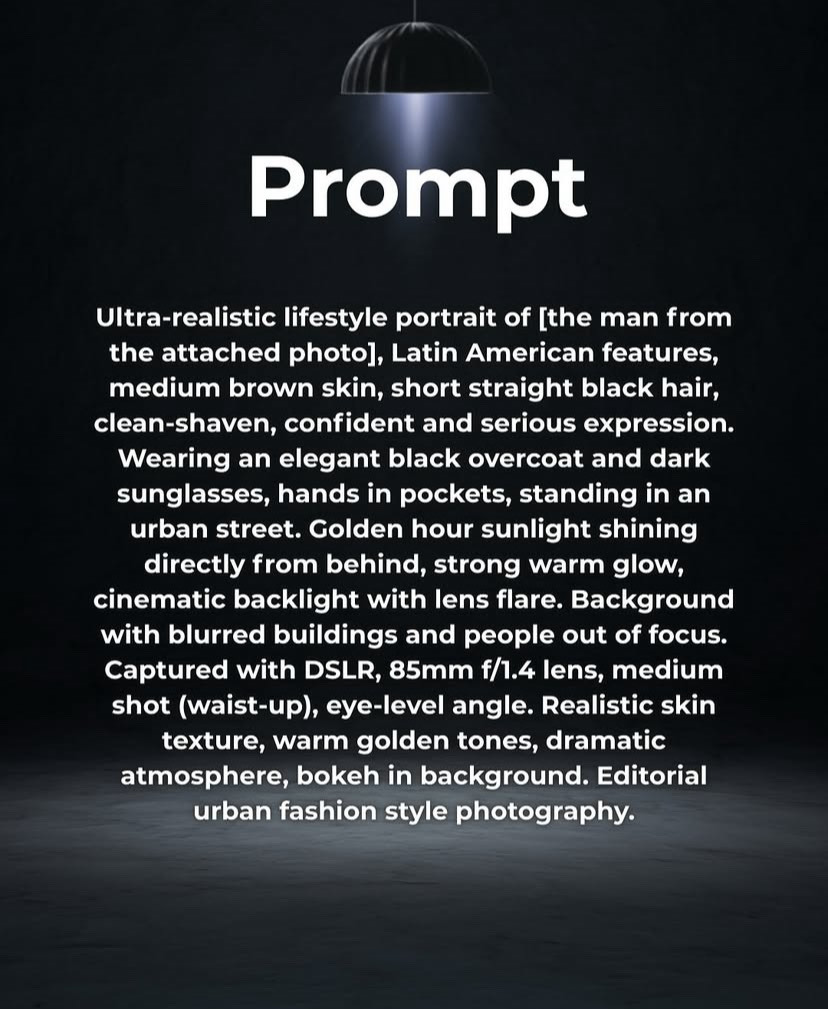 Prompt
Ultra-realistic lifestyle portrait of [the man from
the attached photo], Latin American features,
medium brown skin, short straight black hair,
clean-shaven, confident and serious expression.
Wearing an elegant black overcoat and dark
sunglasses, hands in pockets, standing in an
urban street. Golden hour sunlight shining
directly from behind, strong warm glow,
cinematic backlight with lens flare. Background
with blurred buildings and people out of focus.
Captured with DSLR, 85mm f/1.4 lens, medium
shot (waist-up), eye-level angle. Realistic skin
texture, warm golden tones, dramatic
atmosphere, bokeh in background. Editorial
urban fashion style photography.